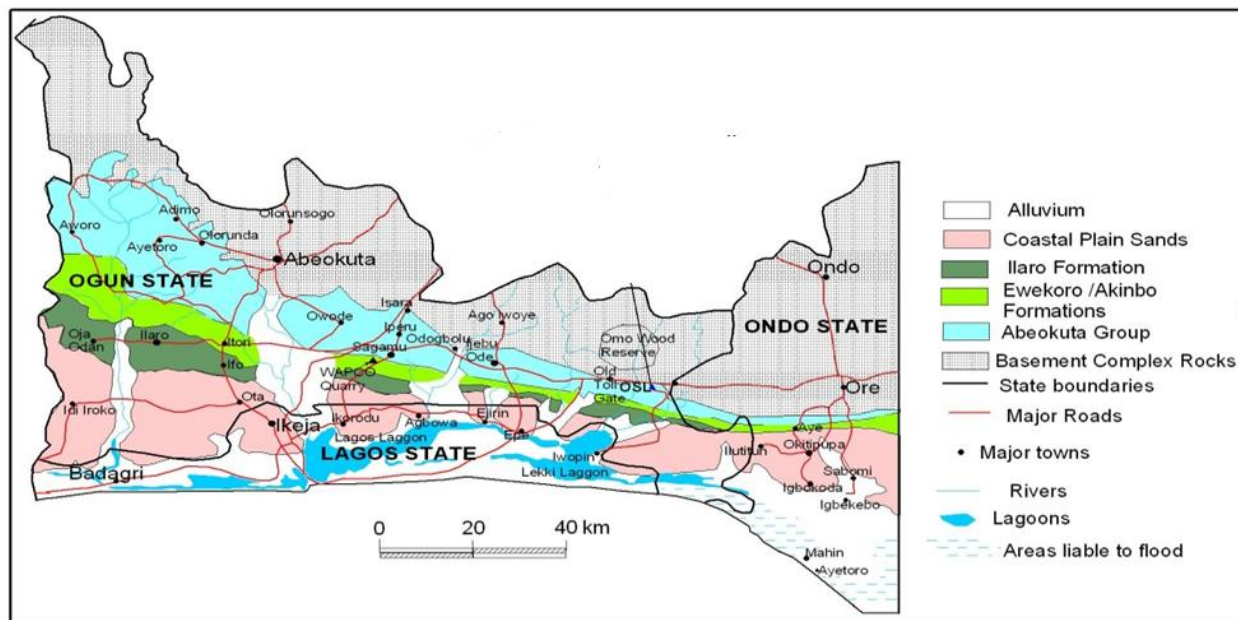 Adimo
Olorunsogo
Aworo
Ayetoro
Olorunda
Abeokuta
Ondo
OGUN STATE
Isara
Owode
Ago Iwoye
Iperu
ONDO STATE
Oja
Odan
Ilaro
Itori
Odogbolu
Ijebu
Ode
Omo Wood
Reserve
Sagamu
Ifo
WAPCO
Quarry
Old
Toll
Gate
OSU
Ore
Idi Iroko
Ota
Ikeja
Ikorodu
Agbowa
Ejirin
Epe
Aye
Lagos Laggon
LAGOS STATE
Iwopin
Lekki Laggon
Ilutitun
Okitipupa
Badagri
Sabomi
Igbokoda
Igbekebo
0 20 40 km
Mahin
Ayetoro
Alluvium
Coastal Plain Sands
Ilaro Formation
Ewekoro /Akinbo
Formations
Abeokuta Group
Basement Complex Rocks
State boundaries
Major Roads
Major towns
Rivers
Lagoons
Areas liable to flood